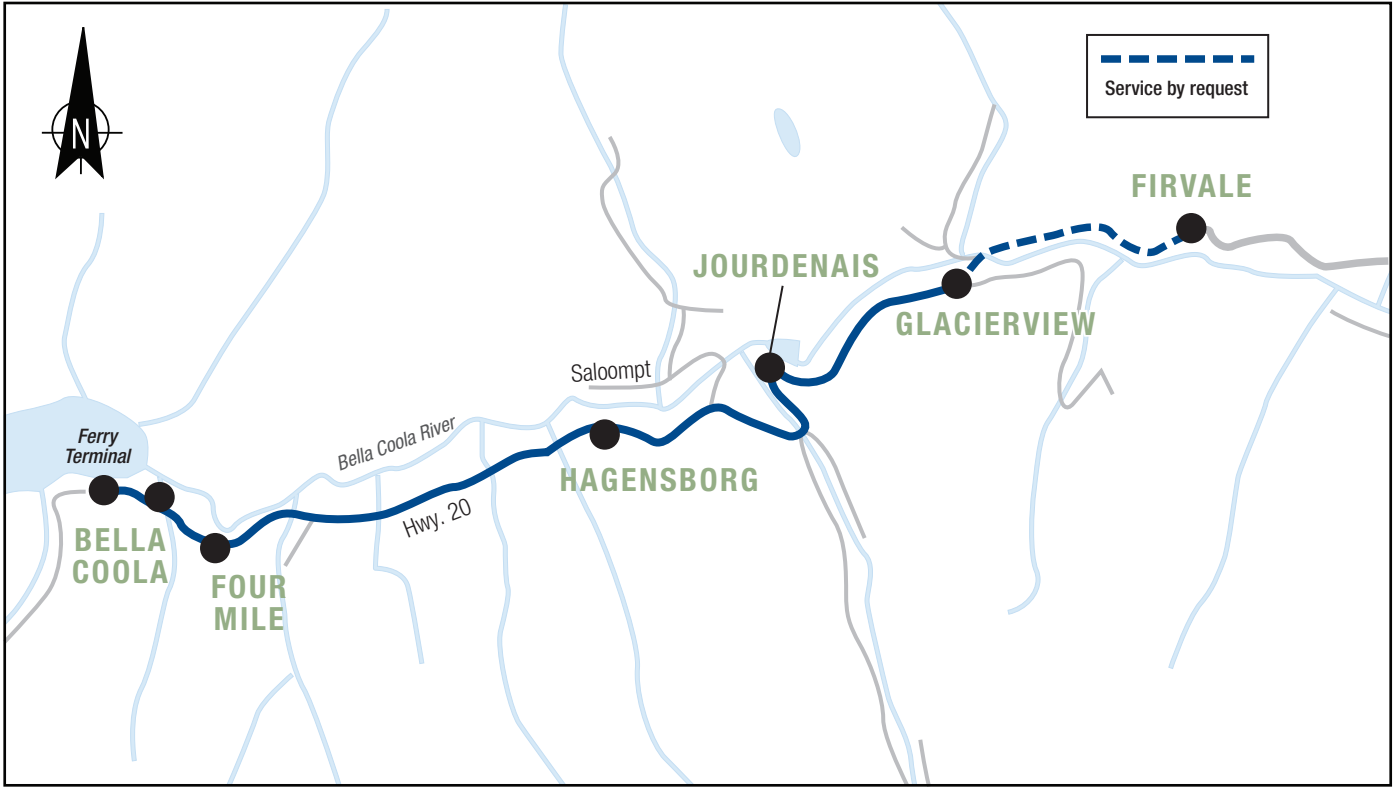 N
Service by request
FIRVALE
JOURDENAIS
GLACIERVIEW
Saloompt
Bella Coola River
Ferry
Terminal
HAGENSBORG
Hwy. 20
BELLA
COOLA
FOUR
MILE